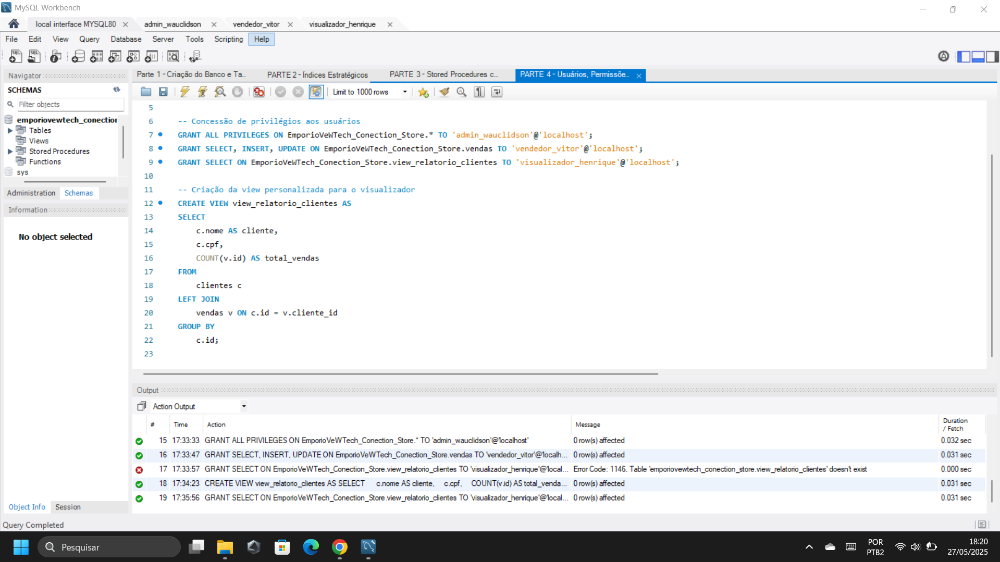 MySQL Workbench
local interface MYSQL80
admin_wauclidson
vendedor_vitor
visualizador_henrique
File Edit View Query Database Server Tools Scripting Help
Navigator
SCHEMAS
Filter objects
emporiovewtech_conection
Tables
Views
Stored Procedures
Functions
sys
Administration Schemas
Information
No object selected
Object Info Session
Parte 1 - Criação do Banco e Ta...
PARTE 2 - Índices Estratégicos
PARTE 3 - Stored Procedures c...
PARTE 4 - Usuários, Permissõe...
Limit to 1000 rows
5
6 -- Concessão de privilégios aos usuários
7 GRANT ALL PRIVILEGES ON EmporioVeWTech_Conection_Store.* TO 'admin_wauclidson'@'localhost';
8 GRANT SELECT, INSERT, UPDATE ON EmporioVeWTech_Conection_Store.vendas TO 'vendedor_vitor'@'localhost';
9 GRANT SELECT ON EmporioVeWTech_Conection_Store.view_relatorio_clientes TO 'visualizador_henrique'@'localhost';
10
11 -- Criação da view personalizada para o visualizador
12 CREATE VIEW view_relatorio_clientes AS
13 SELECT
14 c.nome AS cliente,
15 c.cpf,
16 COUNT(v.id) AS total_vendas
17 FROM
18 clientes c
19 LEFT JOIN
20 vendas v ON c.id = v.cliente_id
21 GROUP BY
22 c.id;
23
Output
Action Output
# Time Action Message Duration / Fetch
15 17:33:33 GRANT ALL PRIVILEGES ON EmporioVeWTech_Conection_Store.* TO 'admin_wauclidson'@'localhost' 0 row(s) affected 0.032 sec
16 17:33:47 GRANT SELECT, INSERT, UPDATE ON EmporioVeWTech_Conection_Store.vendas TO 'vendedor_vitor'@'localh... 0 row(s) affected 0.031 sec
17 17:33:57 GRANT SELECT ON EmporioVeWTech_Conection_Store.view_relatorio_clientes TO 'visualizador_henrique'@'local... Error Code: 1146. Table 'emporiovewtech_conection_store.view_relatorio_clientes' doesn't exist 0.000 sec
18 17:34:23 CREATE VIEW view_relatorio_clientes AS SELECT c.nome AS cliente, c.cpf, COUNT(v.id) AS total_venda... 0 row(s) affected 0.031 sec
19 17:35:56 GRANT SELECT ON EmporioVeWTech_Conection_Store.view_relatorio_clientes TO 'visualizador_henrique'@'local... 0 row(s) affected 0.031 sec
Query Completed
Pesquisar
POR
PTB2
18:20
27/05/2025